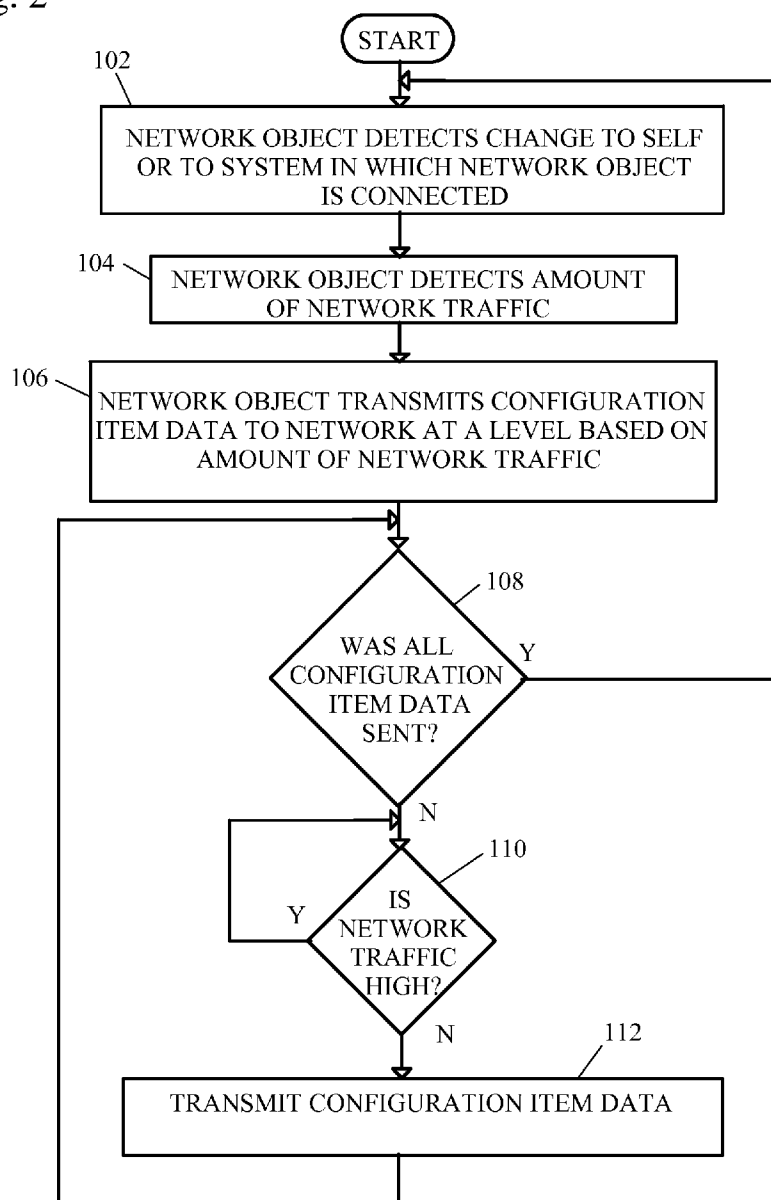 g. 2
START
102
NETWORK OBJECT DETECTS CHANGE TO SELF
OR TO SYSTEM IN WHICH NETWORK OBJECT
IS CONNECTED
104
NETWORK OBJECT DETECTS AMOUNT
OF NETWORK TRAFFIC
106
NETWORK OBJECT TRANSMITS CONFIGURATION
ITEM DATA TO NETWORK AT A LEVEL BASED ON
AMOUNT OF NETWORK TRAFFIC
108
WAS ALL
CONFIGURATION
ITEM DATA
SENT?
Y
N
110
IS
NETWORK
TRAFFIC
HIGH?
Y
N
112
TRANSMIT CONFIGURATION ITEM DATA